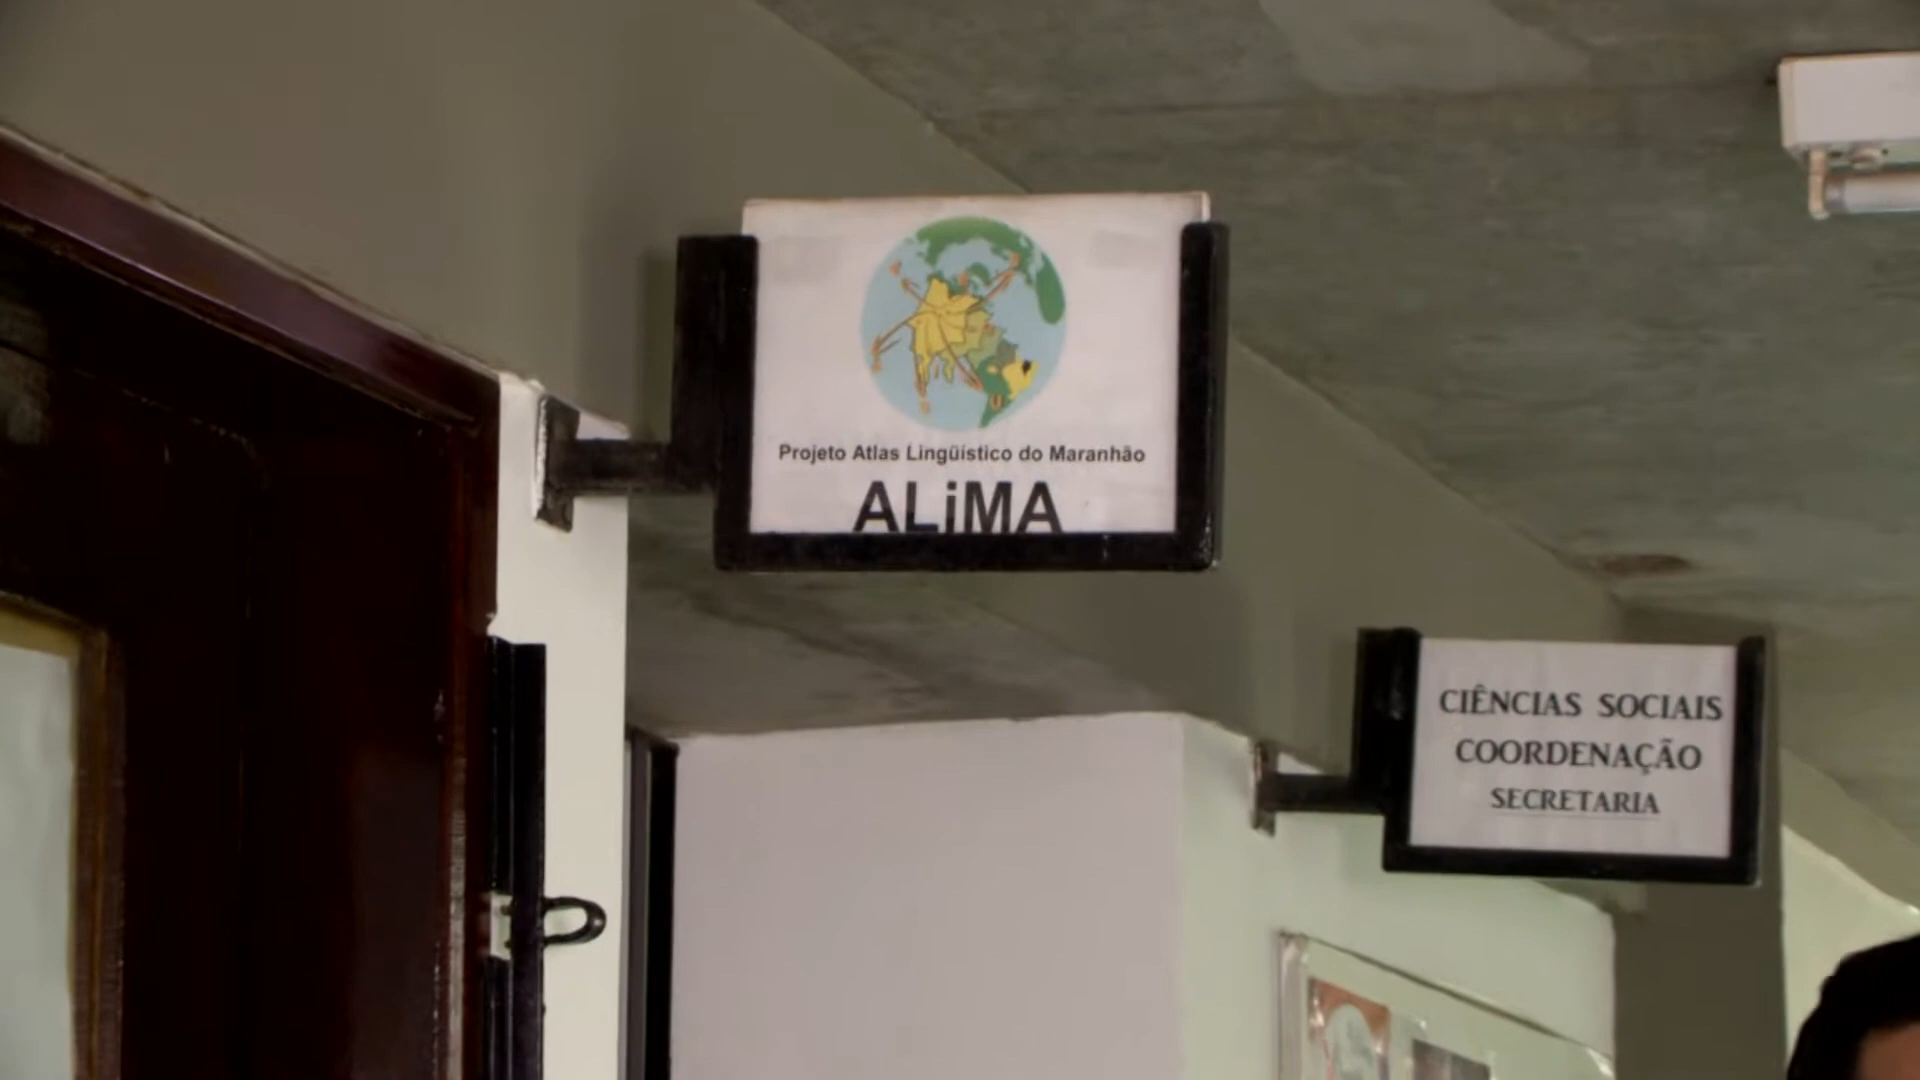 Projeto Atlas Lingüístico do Maranhão
ALiMA
CIÊNCIAS SOCIAIS
COORDENAÇÃO
SECRETARIA